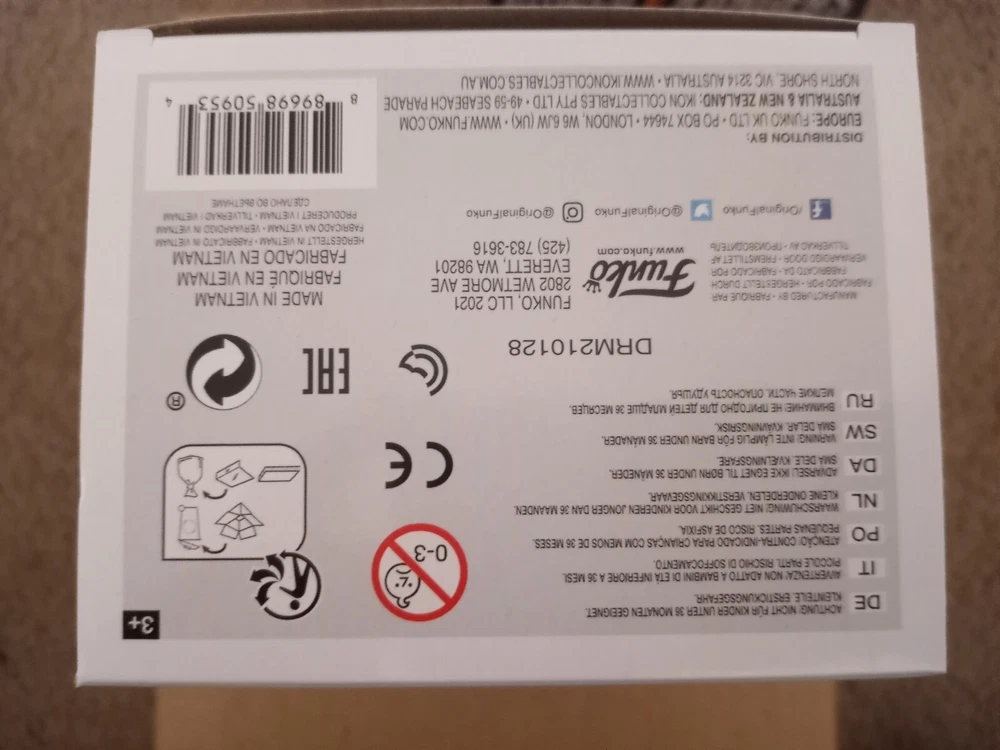 3+
DE
ACHTUNG: NICHT FÜR KINDER UNTER 36 MONATEN GEEIGNET.
KLEINTEILE. ERSTICKUNGSGEFAHR.
IT
AVVERTENZA: NON ADATTO A BAMBINI DI ETÀ INFERIORE A 36 MESI.
PICCOLE PARTI. RISCHIO DI SOFFOCAMENTO.
PO
ATENÇÃO: CONTRA-INDICADO PARA CRIANÇAS COM MENOS DE 36 MESES.
PEQUENAS PARTES. RISCO DE ASFIXIA.
NL
WAARSCHUWING: NIET GESCHIKT VOOR KINDEREN JONGER DAN 36 MAANDEN.
KLEINE ONDERDELEN. VERSTIKKINGSGEVAAR.
DA
ADVARSEL: IKKE EGNET TIL BØRN UNDER 36 MÅNEDER.
SMÅ DELE. KVÆLNINGSFARE.
SW
VARNING: INTE LÄMPLIG FÖR BARN UNDER 36 MÅNADER.
SMÅ DELAR. KVÄVNINGSRISK.
RU
ВНИМАНИЕ: НЕ ПРИГОДНО ДЛЯ ДЕТЕЙ МЛАДШЕ 36 МЕСЯЦЕВ.
МЕЛКИЕ ЧАСТИ. ОПАСНОСТЬ УДУШЬЯ.
0-3
CE
EAC
®
DRM210128
MANUFACTURED BY • FABRIQUÉ PAR
FABRICADO POR • HERGESTELLT DURCH
FABBRICATO DA • FABRICADO POR
VERVAARDIGD DOOR • FREMSTILLET AF
TILLVERKAD AV • ПРОИЗВОДИТЕЛЬ
Funko
www.funko.com
FUNKO, LLC 2021
2802 WETMORE AVE
EVERETT, WA 98201
(425) 783-3616
/OriginalFunko
@OriginalFunko
@OriginalFunko
MADE IN VIETNAM
FABRIQUÉ EN VIETNAM
FABRICADO EN VIETNAM
HERGESTELLT IN VIETNAM • FABBRICATO IN VIETNAM
FABRICADO NA VIETNAM • VERVAARDIGD IN VIETNAM
PRODUCERET I VIETNAM • TILLVERKAD I VIETNAM
СДЕЛАНО ВО ВЬЕТНАМЕ
DISTRIBUTION BY:
EUROPE: FUNKO UK LTD • PO BOX 74644 • LONDON, W6 6JW (UK) • WWW.FUNKO.COM
AUSTRALIA & NEW ZEALAND: IKON COLLECTABLES PTY LTD • 49-59 SEABEACH PARADE
NORTH SHORE, VIC 3214 AUSTRALIA • WWW.IKONCOLLECTABLES.COM.AU
8 89698 50953 4